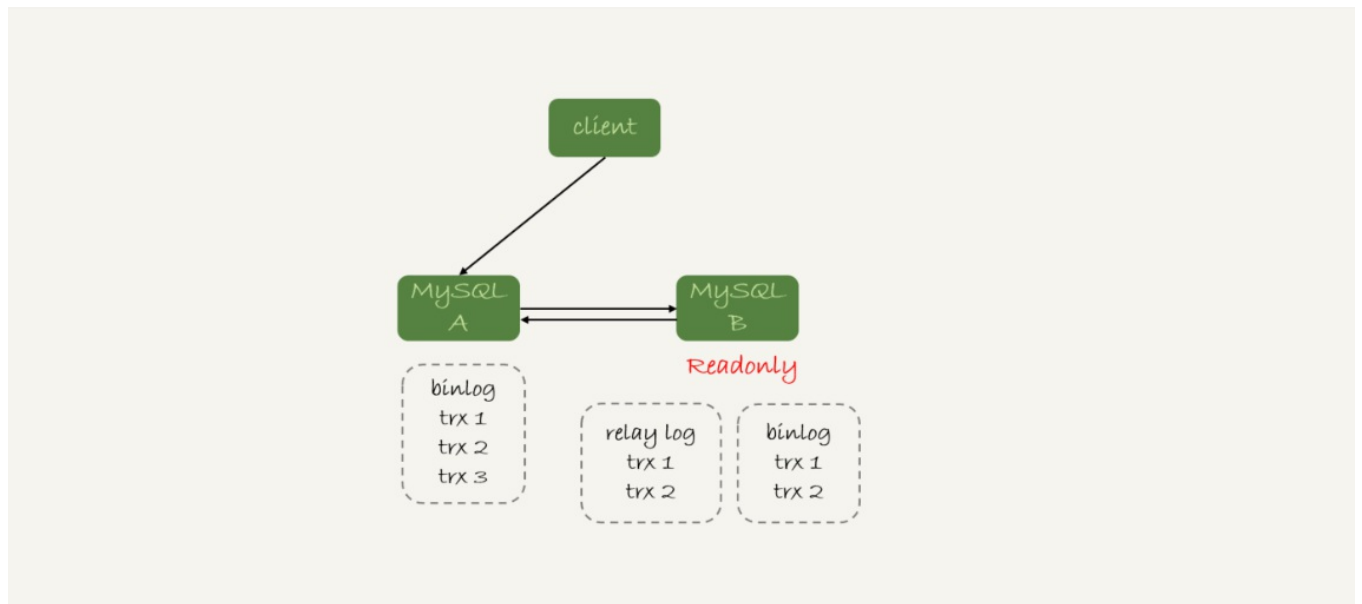 client
MySQL
A
MySQL
B
Readonly
binlog
trx 1
trx 2
trx 3
relay log
trx 1
trx 2
binlog
trx 1
trx 2